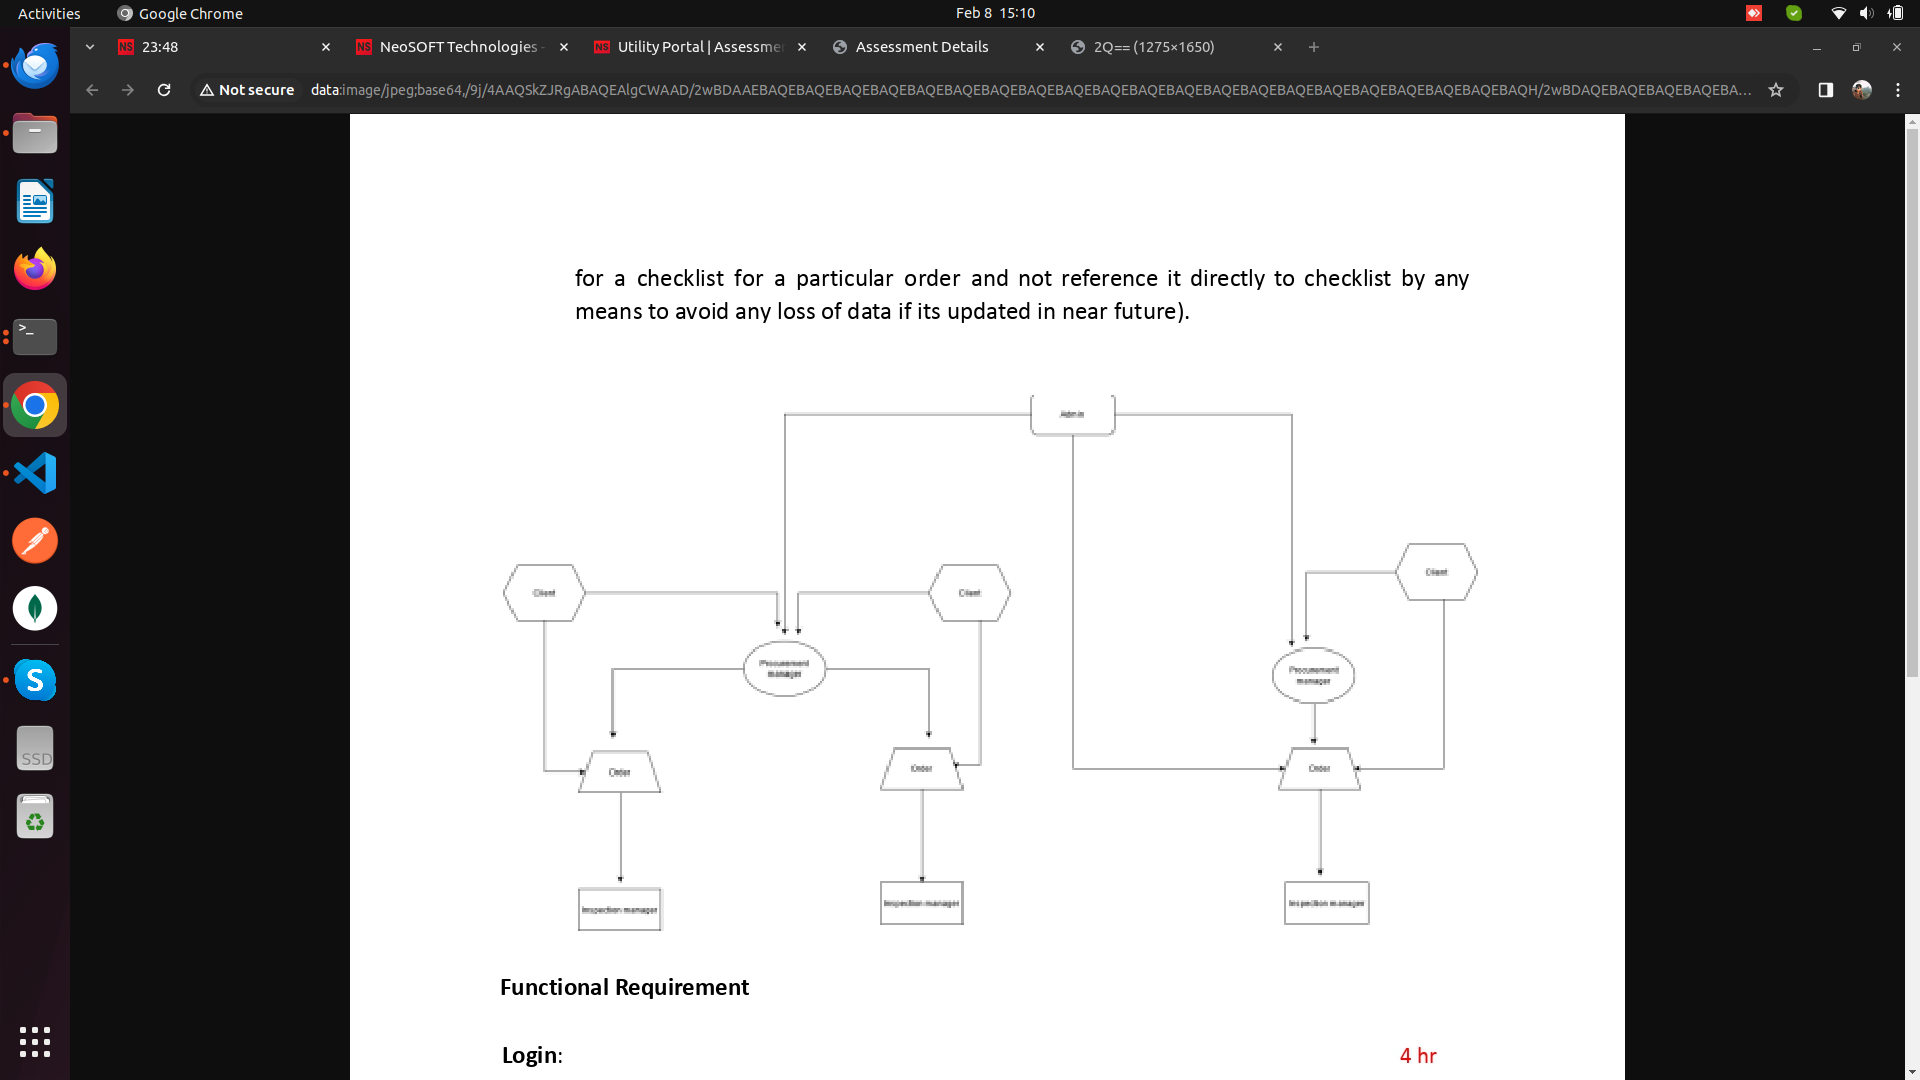 Activities
Google Chrome
Feb 8 15:10
23:48
NeoSOFT Technologies -
Utility Portal | Assessme
Assessment Details
2Q== (1275×1650)
Not secure
data:image/jpeg;base64,/9j/4AAQSkZJRgABAQEAlgCWAAD/2wBDAAEBAQEBAQEBAQEBAQEBAQEBAQEBAQEBAQEBAQEBAQEBAQEBAQEBAQEBAQEBAQEBAQEBAQEBAQEBAQEBAQH/2wBDAQEBAQEBAQEBAQEBA...
for a checklist for a particular order and not reference it directly to checklist by any
means to avoid any loss of data if its updated in near future).
Admin
Client
Client
Client
Procurement
manager
Procurement
manager
Order
Order
Order
Inspection manager
Inspection manager
Inspection manager
Functional Requirement
Login: 4 hr
SSD